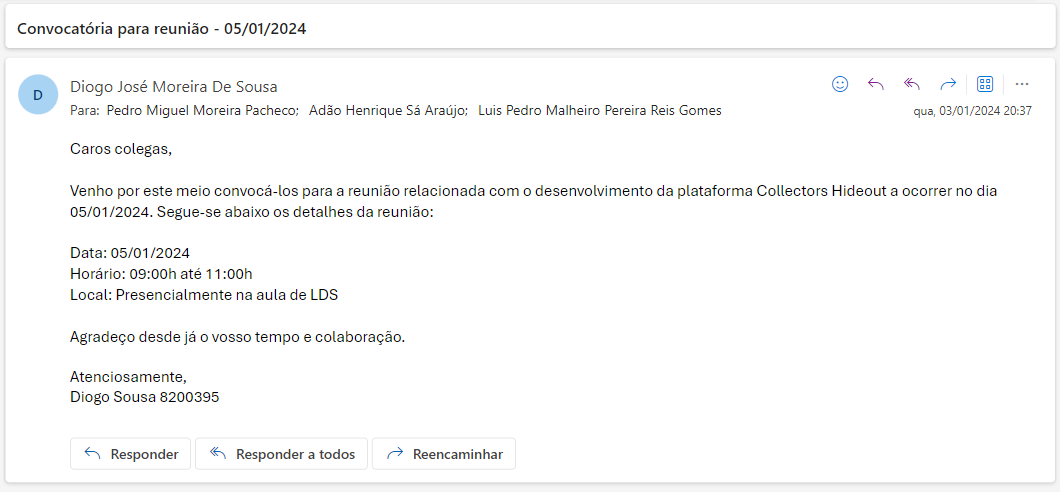 Convocatória para reunião - 05/01/2024
D
Diogo José Moreira De Sousa
Para: Pedro Miguel Moreira Pacheco; Adão Henrique Sá Araújo; Luis Pedro Malheiro Pereira Reis Gomes
qua, 03/01/2024 20:37
Caros colegas,
Venho por este meio convocá-los para a reunião relacionada com o desenvolvimento da plataforma Collectors Hideout a ocorrer no dia
05/01/2024. Segue-se abaixo os detalhes da reunião:
Data: 05/01/2024
Horário: 09:00h até 11:00h
Local: Presencialmente na aula de LDS
Agradeço desde já o vosso tempo e colaboração.
Atenciosamente,
Diogo Sousa 8200395
Responder
Responder a todos
Reencaminhar